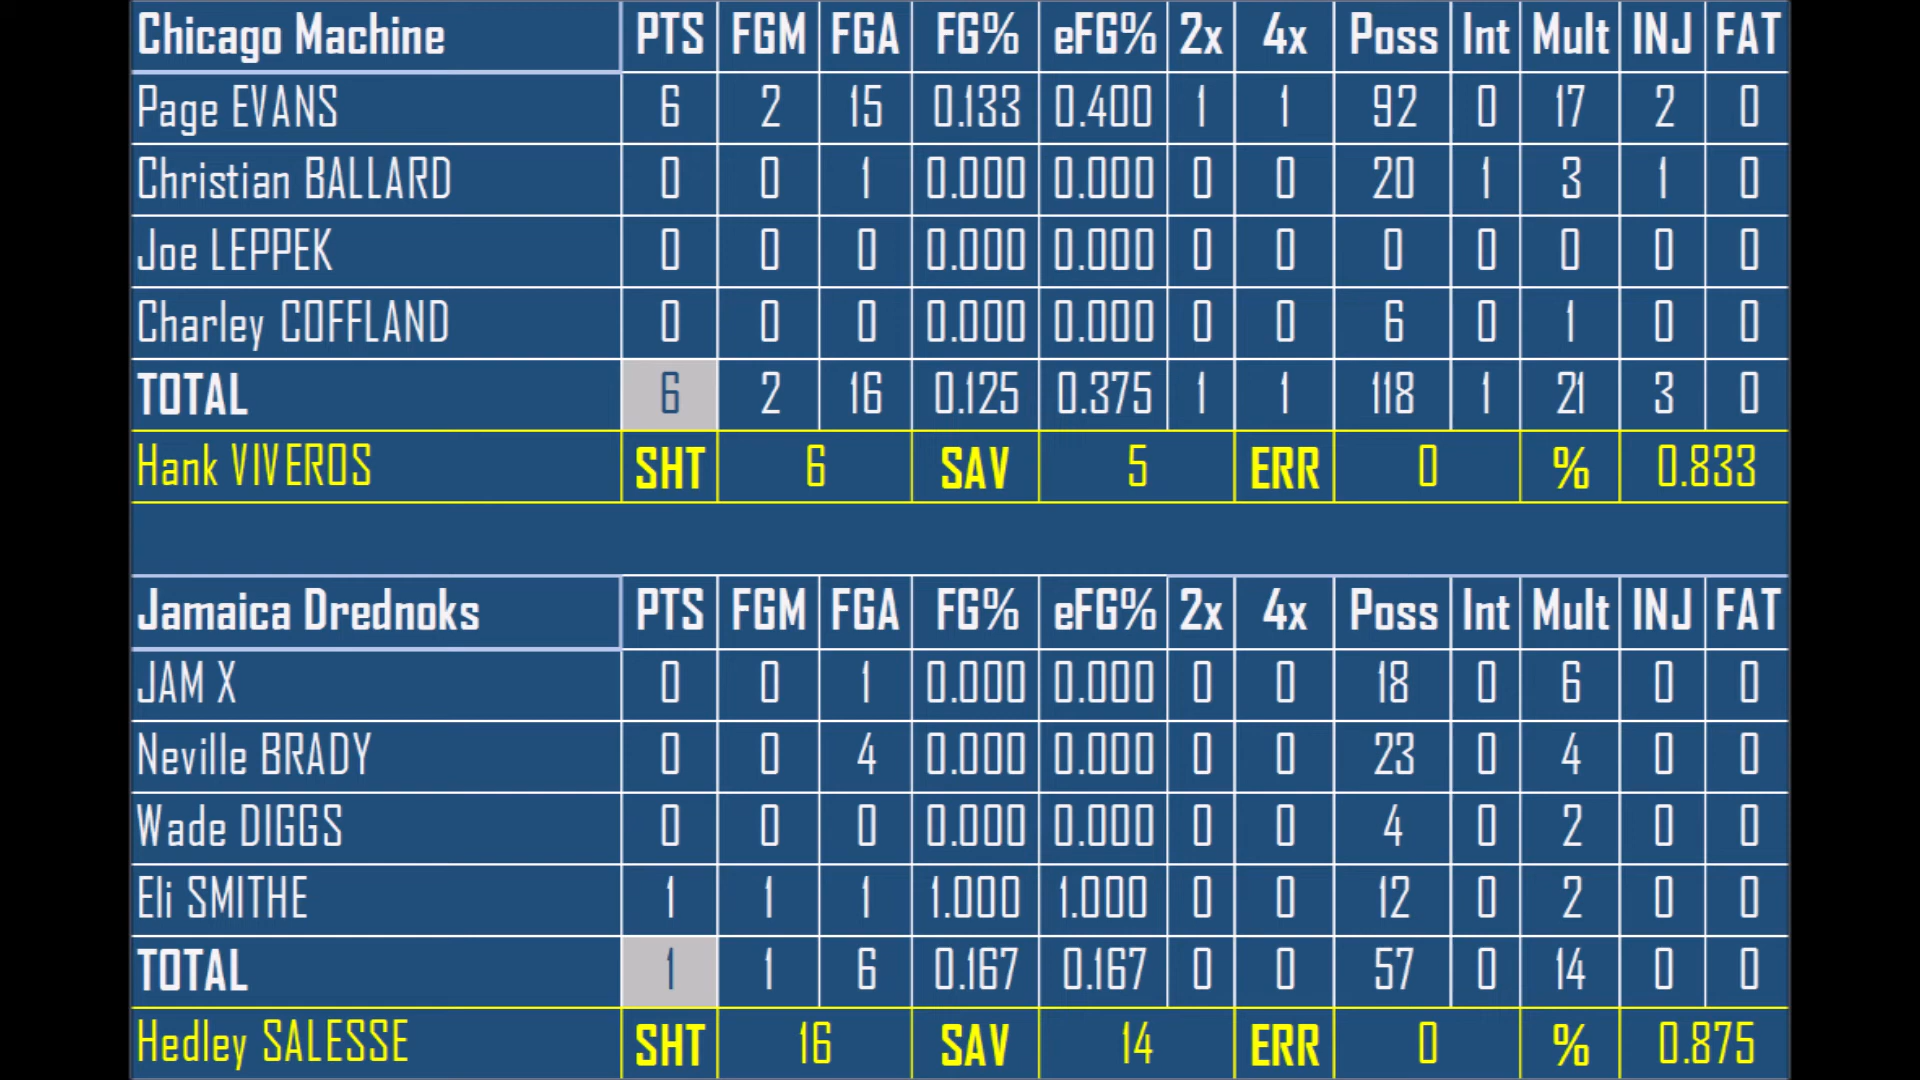 Chicago Machine PTS FGM FGA FG% eFG% 2x 4x Poss Int Mult INJ FAT
Page EVANS 6 2 15 0.133 0.400 1 1 92 0 17 2 0
Christian BALLARD 0 0 1 0.000 0.000 0 0 20 1 3 1 0
Joe LEPPEK 0 0 0 0.000 0.000 0 0 0 0 0 0 0
Charley COFFLAND 0 0 0 0.000 0.000 0 0 6 0 1 0 0
TOTAL 6 2 16 0.125 0.375 1 1 118 1 21 3 0
Hank VIVEROS SHT 6 SAV 5 ERR 0 % 0.833
Jamaica Drednoks PTS FGM FGA FG% eFG% 2x 4x Poss Int Mult INJ FAT
JAM X 0 0 1 0.000 0.000 0 0 18 0 6 0 0
Neville BRADY 0 0 4 0.000 0.000 0 0 23 0 4 0 0
Wade DIGGS 0 0 0 0.000 0.000 0 0 4 0 2 0 0
Eli SMITHE 1 1 1 1.000 1.000 0 0 12 0 2 0 0
TOTAL 1 1 6 0.167 0.167 0 0 57 0 14 0 0
Hedley SALESSE SHT 16 SAV 14 ERR 0 % 0.875